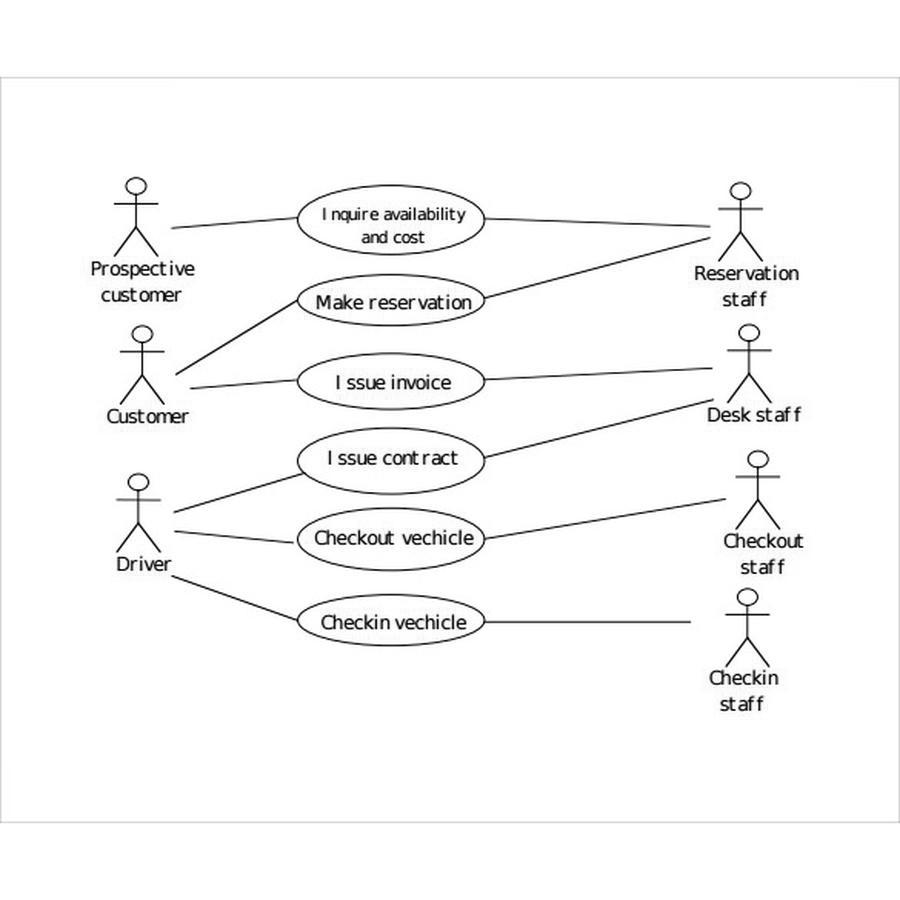 Inquire availability
and cost
Prospective
customer
Reservation
staff
Make reservation
Customer
Issue invoice
Desk staff
Issue contract
Driver
Checkout vechicle
Checkout
staff
Checkin vechicle
Checkin
staff